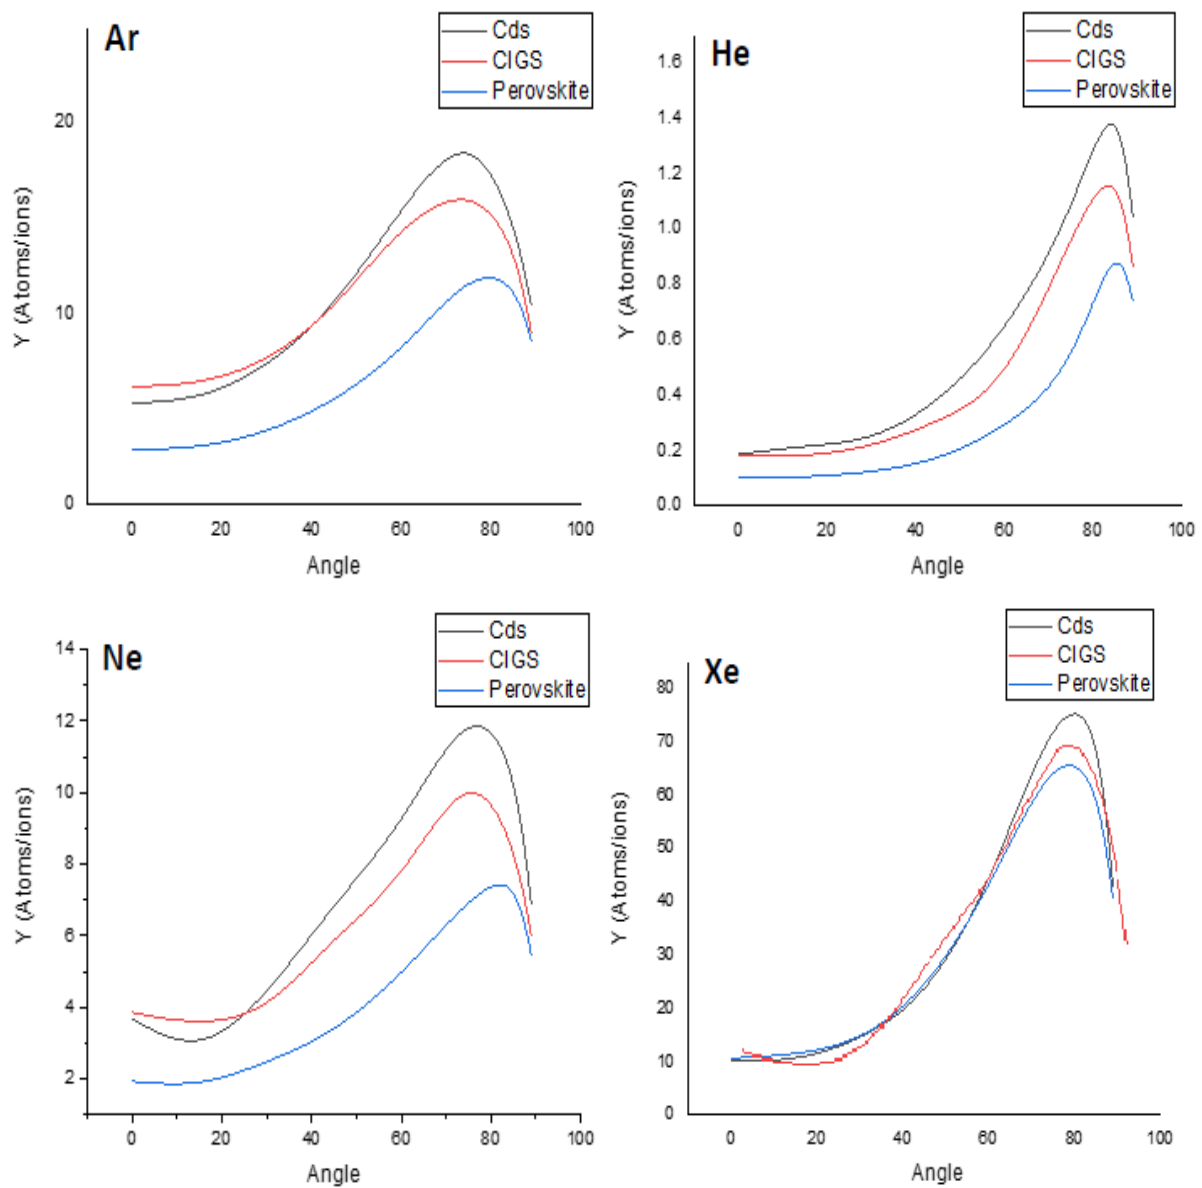 Ar
Cds
CIGS
Perovskite
20
10
0
Y (Atoms/ions)
0 20 40 60 80 100
Angle
He
Cds
CIGS
Perovskite
1.6
1.4
1.2
1.0
0.8
0.6
0.4
0.2
0.0
Y (Atoms/ions)
0 20 40 60 80 100
Angle
Ne
Cds
CIGS
Perovskite
14
12
10
8
6
4
2
Y (Atoms/ions)
0 20 40 60 80 100
Angle
Xe
Cds
CIGS
Perovskite
80
70
60
50
40
30
20
10
0
Y (Atoms/ions)
0 20 40 60 80 100
Angle